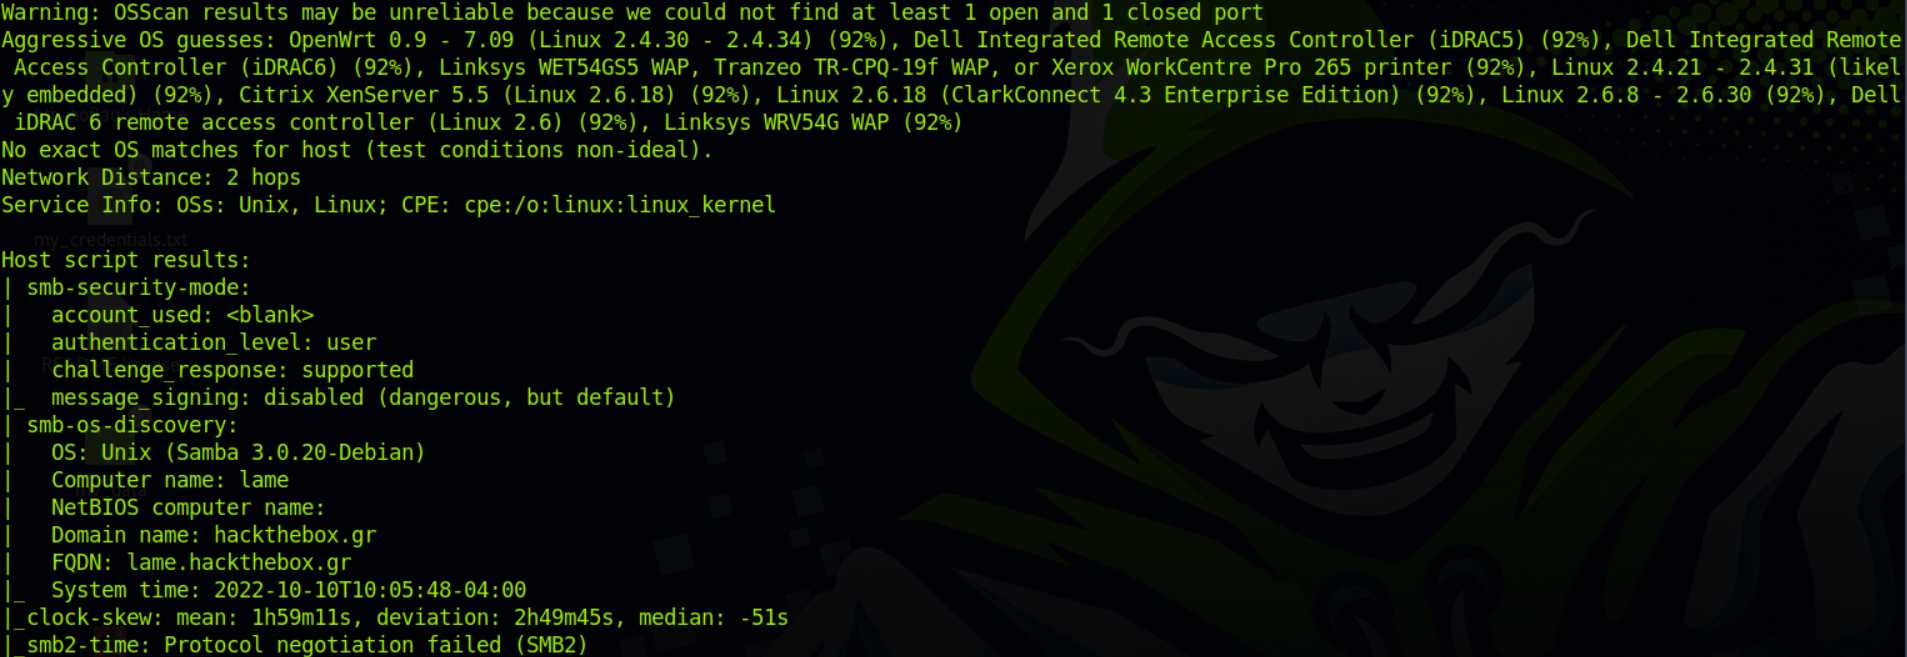 Warning: OSScan results may be unreliable because we could not find at least 1 open and 1 closed port
Aggressive OS guesses: OpenWrt 0.9 - 7.09 (Linux 2.4.30 - 2.4.34) (92%), Dell Integrated Remote Access Controller (iDRAC5) (92%), Dell Integrated Remote
 Access Controller (iDRAC6) (92%), Linksys WET54GS5 WAP, Tranzeo TR-CPQ-19f WAP, or Xerox WorkCentre Pro 265 printer (92%), Linux 2.4.21 - 2.4.31 (likel
y embedded) (92%), Citrix XenServer 5.5 (Linux 2.6.18) (92%), Linux 2.6.18 (ClarkConnect 4.3 Enterprise Edition) (92%), Linux 2.6.8 - 2.6.30 (92%), Dell
 iDRAC 6 remote access controller (Linux 2.6) (92%), Linksys WRV54G WAP (92%)
No exact OS matches for host (test conditions non-ideal).
Network Distance: 2 hops
Service Info: OSs: Unix, Linux; CPE: cpe:/o:linux:linux_kernel
my_credentials.txt
Host script results:
| smb-security-mode:
|   account_used: <blank>
|   authentication_level: user
|   challenge_response: supported
|_  message_signing: disabled (dangerous, but default)
| smb-os-discovery:
|   OS: Unix (Samba 3.0.20-Debian)
|   Computer name: lame
|   NetBIOS computer name:
|   Domain name: hackthebox.gr
|   FQDN: lame.hackthebox.gr
|_  System time: 2022-10-10T10:05:48-04:00
|_clock-skew: mean: 1h59m11s, deviation: 2h49m45s, median: -51s
|_smb2-time: Protocol negotiation failed (SMB2)